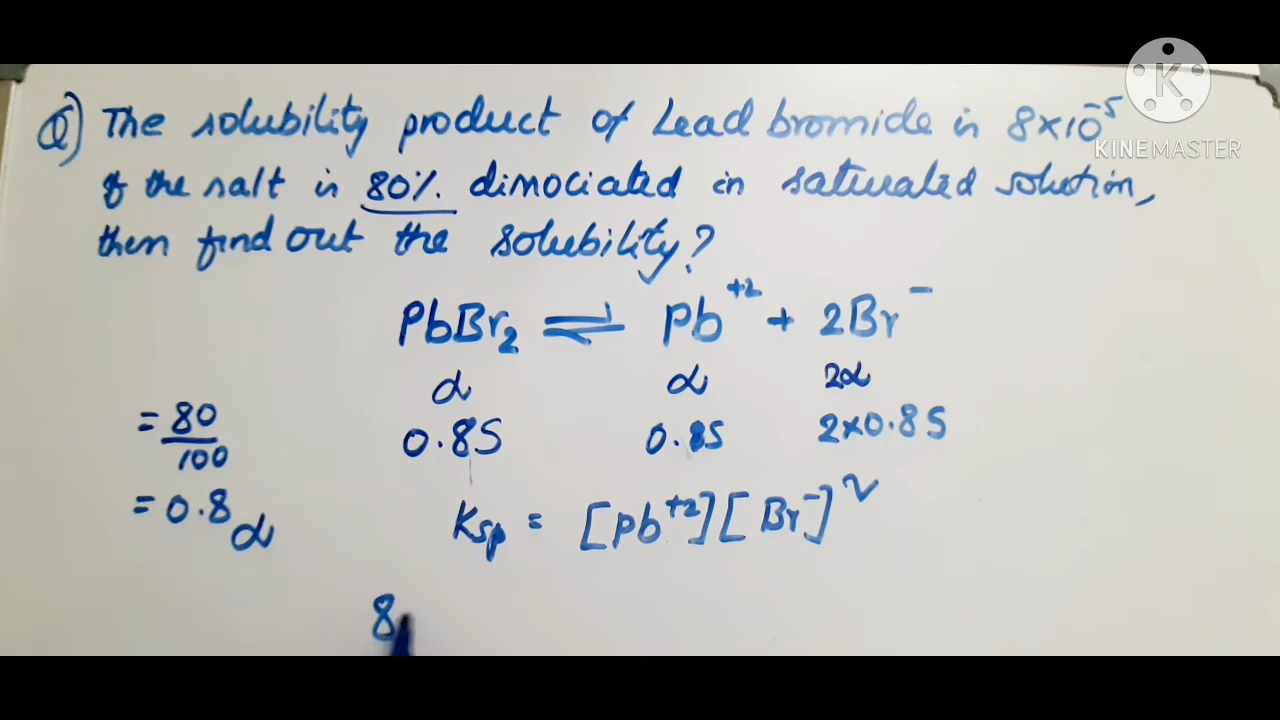 KINEMASTER
Q) The solubility product of Lead bromide is 8×10⁻⁵
if the salt is 80% dissociated in saturated solution,
then find out the solubility?
PbBr₂ ⇌ Pb⁺² + 2Br⁻
α α 2α
0.8S 0.8S 2×0.8S
= 80/100
= 0.8 α
Ksp = [Pb⁺²][Br⁻]²
8